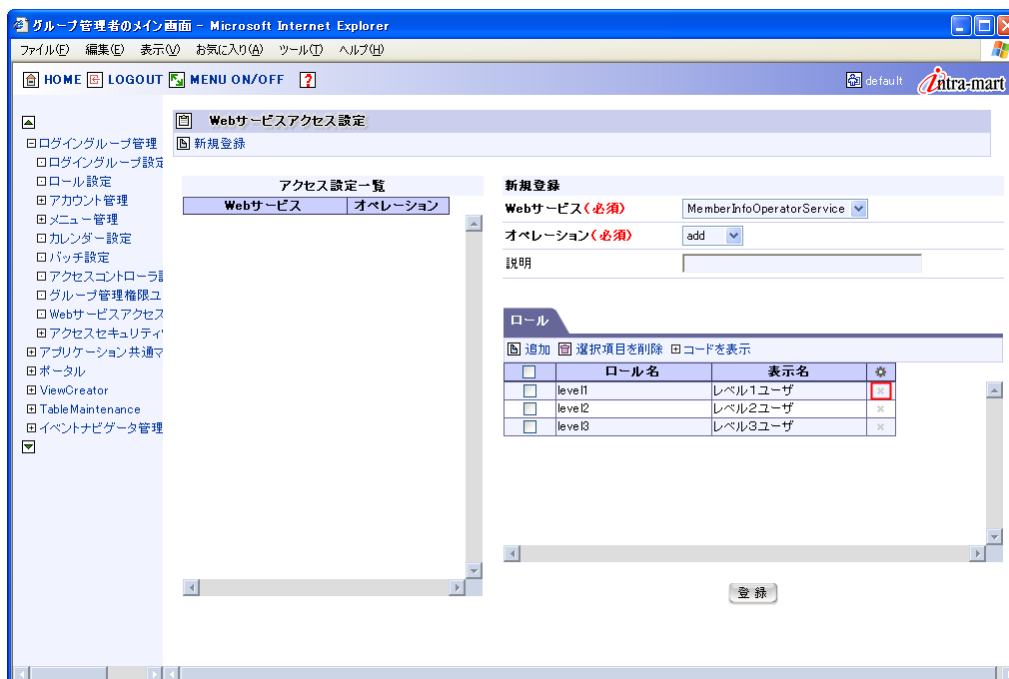 グループ管理者のメイン画面 - Microsoft Internet Explorer
ファイル(F) 編集(E) 表示(V) お気に入り(A) ツール(T) ヘルプ(H)
HOME LOGOUT MENU ON/OFF ? default intra-mart
Webサービスアクセス設定
新規登録
ログイングループ管理
ログイングループ設定
ロール設定
アカウント管理
メニュー管理
カレンダー設定
バッチ設定
アクセスコントローラ
グループ管理権限ユ
Webサービスアクセス
アクセスセキュリティ
アプリケーション共通マ
ポータル
ViewCreator
TableMaintenance
イベントナビゲータ管理
アクセス設定一覧
Webサービス オペレーション
新規登録
Webサービス(必須) MemberInfoOperatorService
オペレーション(必須) add
説明
ロール
追加 選択項目を削除 コードを表示
ロール名 表示名
level1 レベル1ユーザ
level2 レベル2ユーザ
level3 レベル3ユーザ
登録